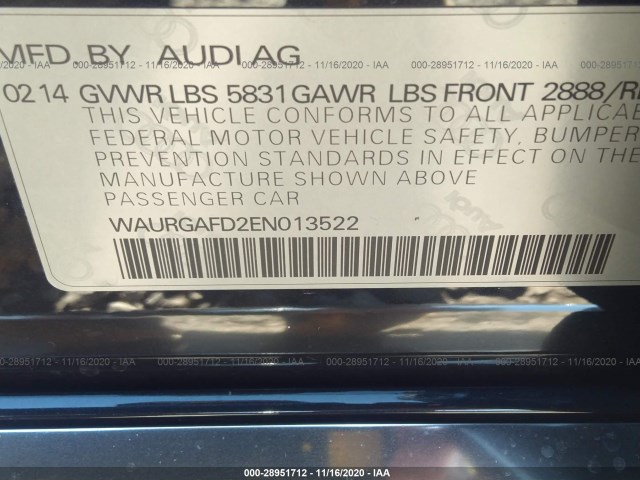 MFD BY AUDI AG
02 14 GVWR LBS 5831 GAWR LBS FRONT 2888/R
THIS VEHICLE CONFORMS TO ALL APPLICAB
FEDERAL MOTOR VEHICLE SAFETY, BUMPER
PREVENTION STANDARDS IN EFFECT ON THE
MANUFACTURE SHOWN ABOVE
PASSENGER CAR
WAURGAFD2EN013522
000-28951712 - 11/16/2020 - IAA